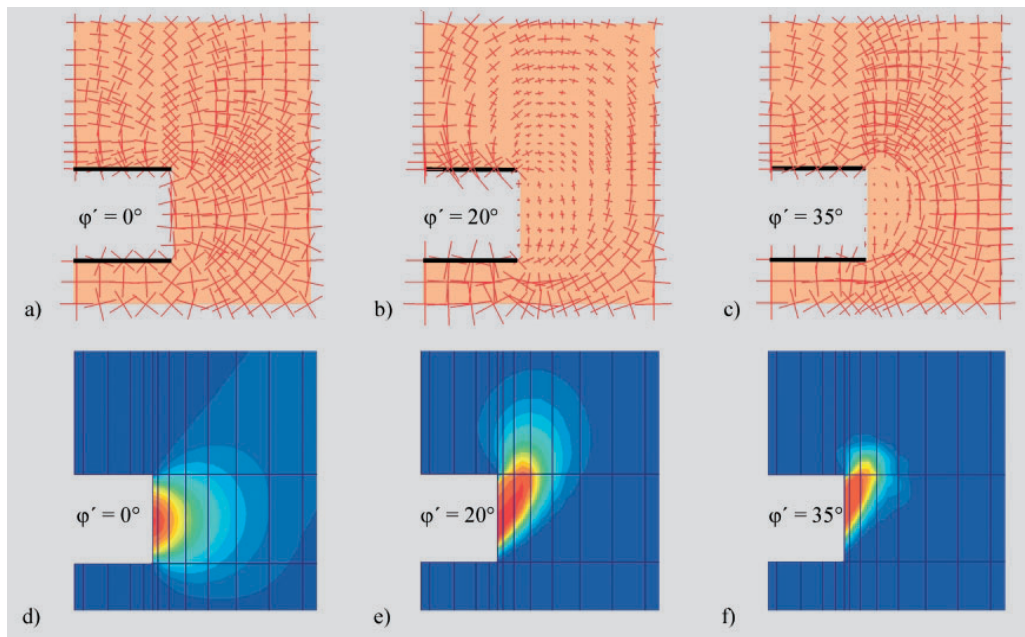 φ´ = 0°
φ´ = 20°
φ´ = 35°
a)
b)
c)
φ´ = 0°
φ´ = 20°
φ´ = 35°
d)
e)
f)